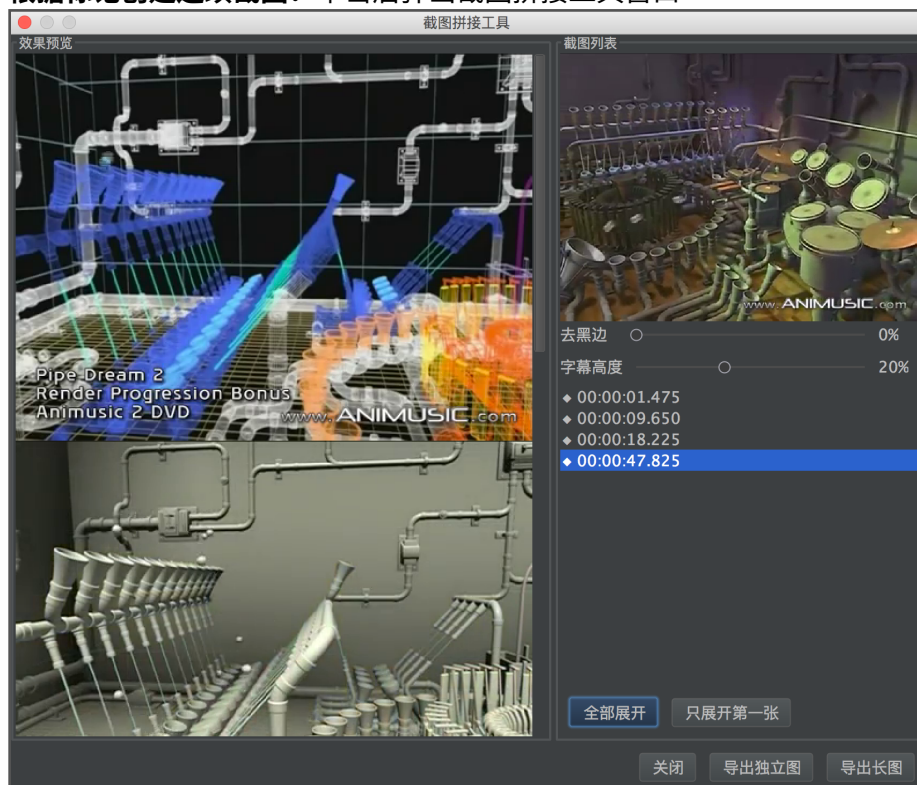 截图拼接工具
效果预览
Pipe Dream 2
Render Progression Bonus
Animusic 2 DVD
www.ANIMUSIC.com
截图列表
www.ANIMUSIC.com
去黑边 0%
字幕高度 20%
00:00:01.475
00:00:09.650
00:00:18.225
00:00:47.825
全部展开 只展开第一张
关闭 导出独立图 导出长图